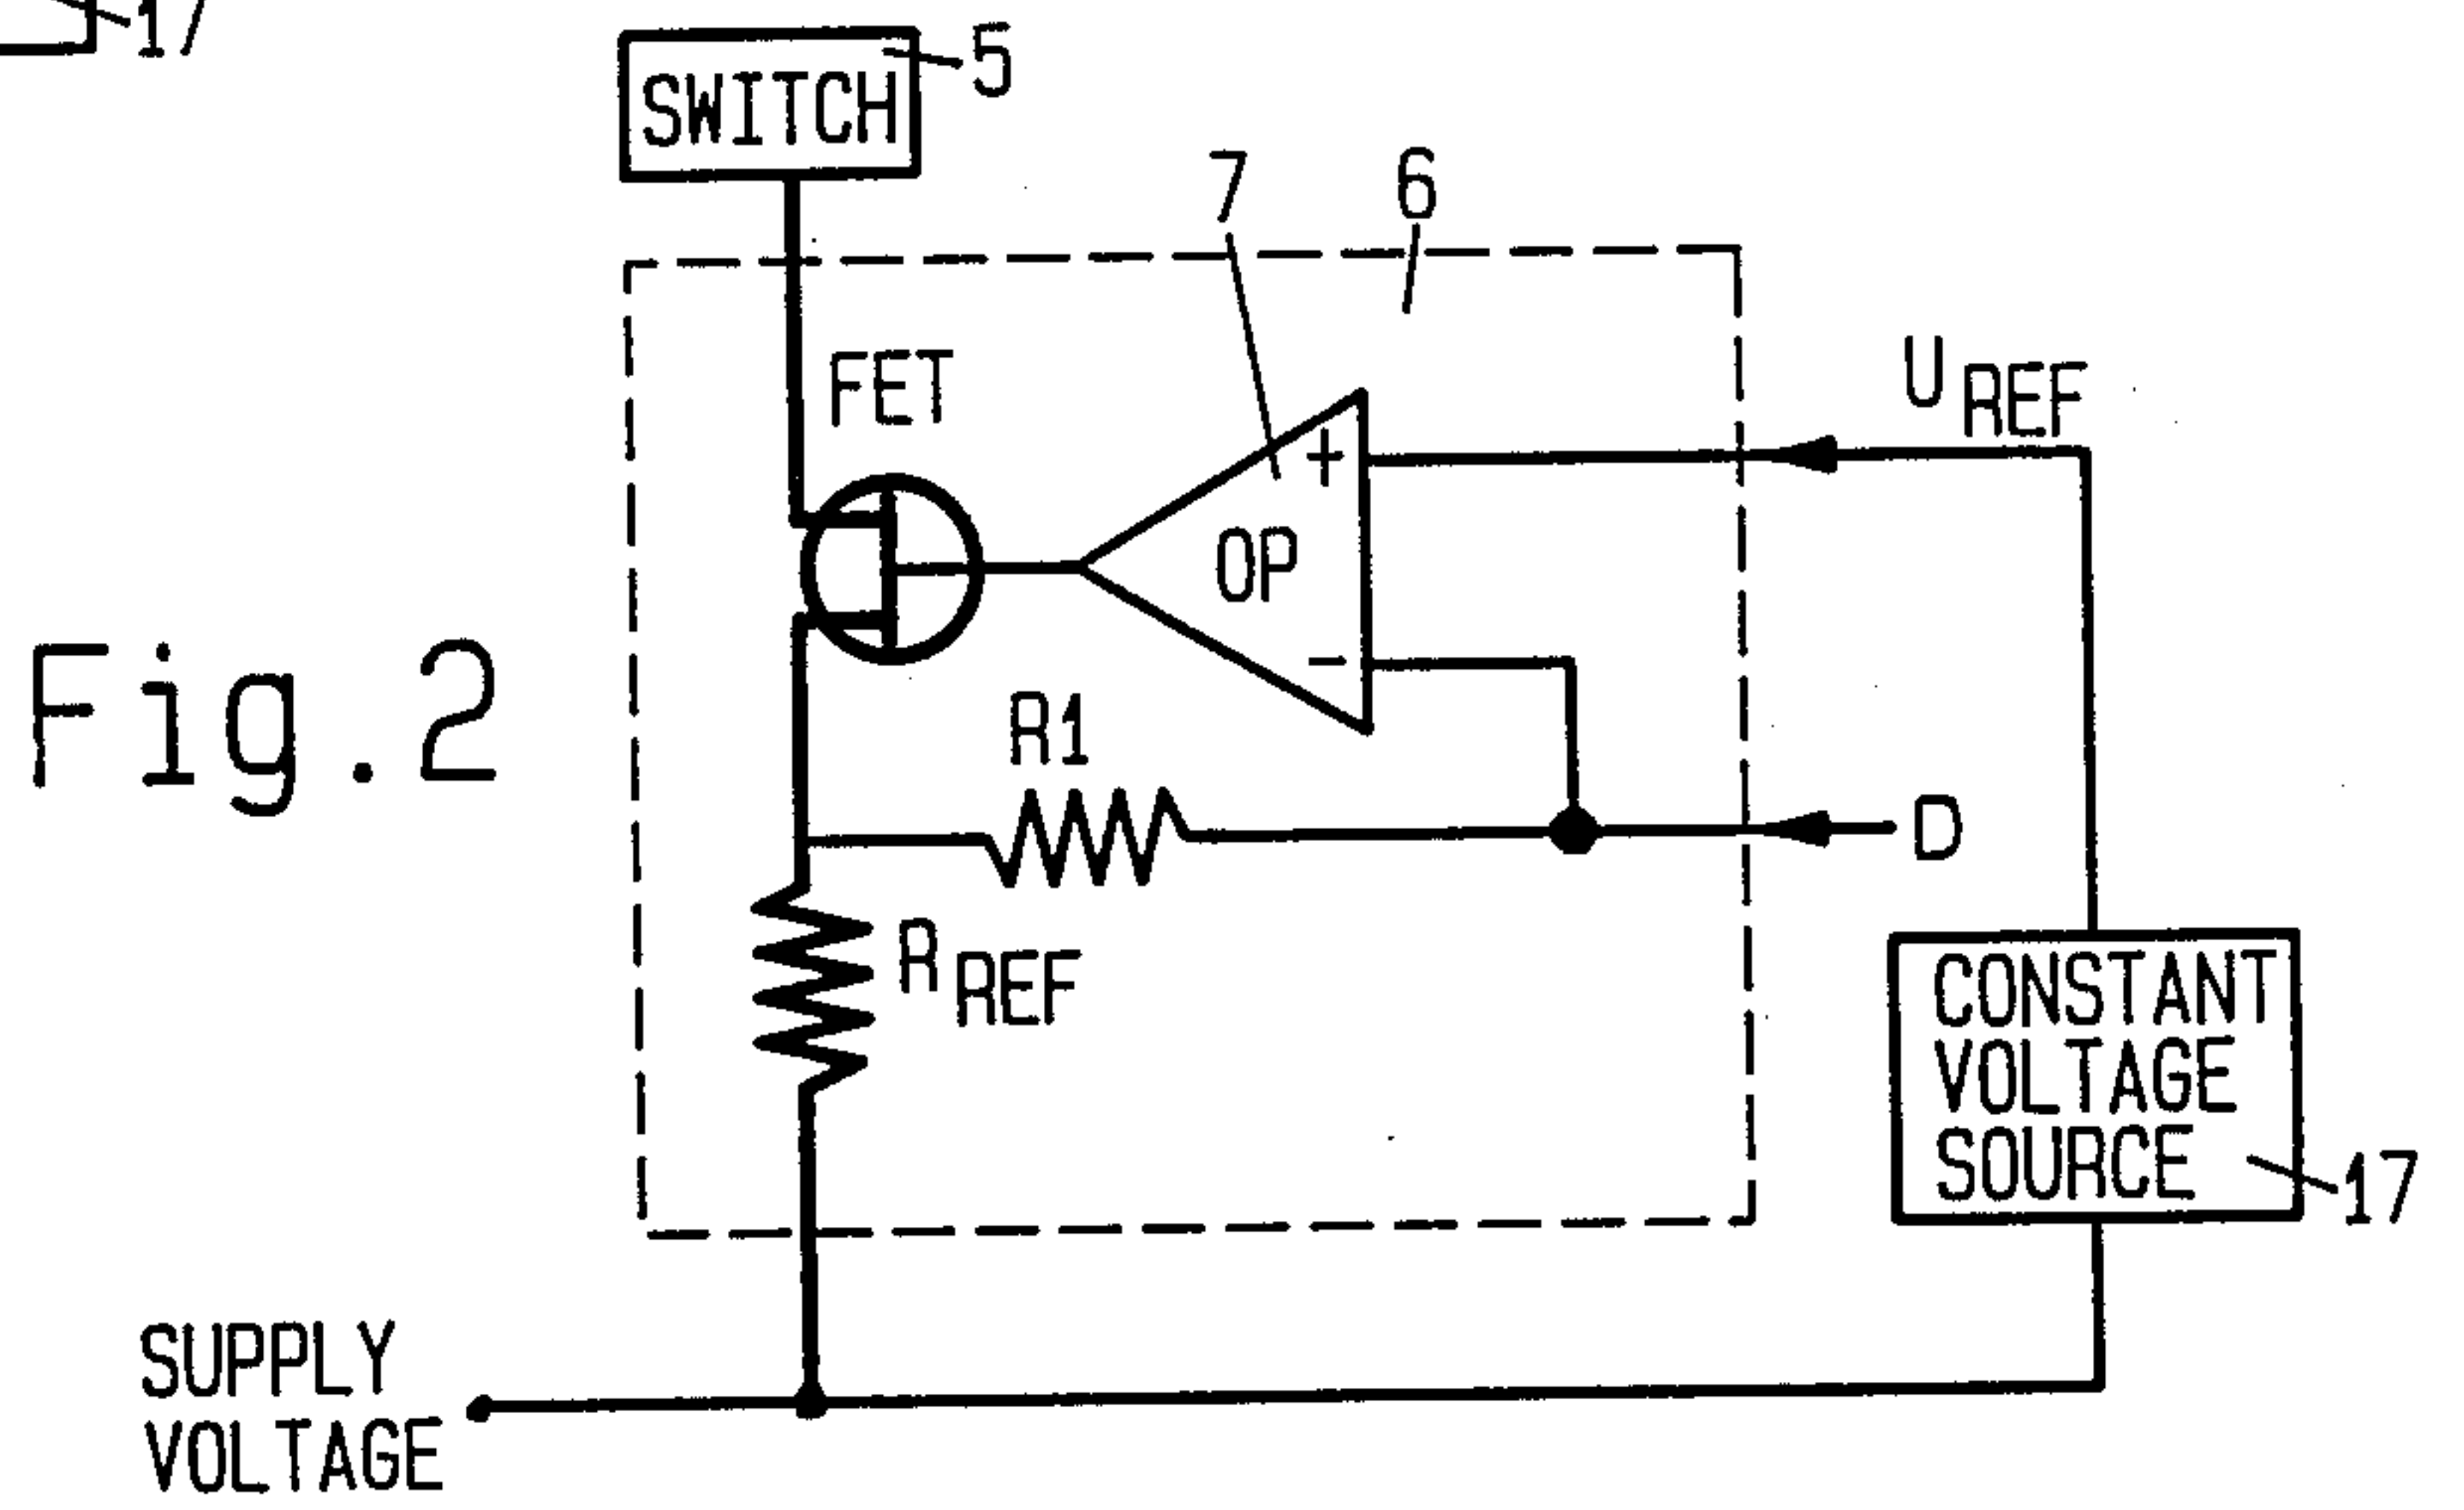 17
SWITCH
5
7
6
FET
U REF
+
OP
Fig.2
-
R1
D
R REF
CONSTANT
VOLTAGE
SOURCE
17
SUPPLY
VOLTAGE